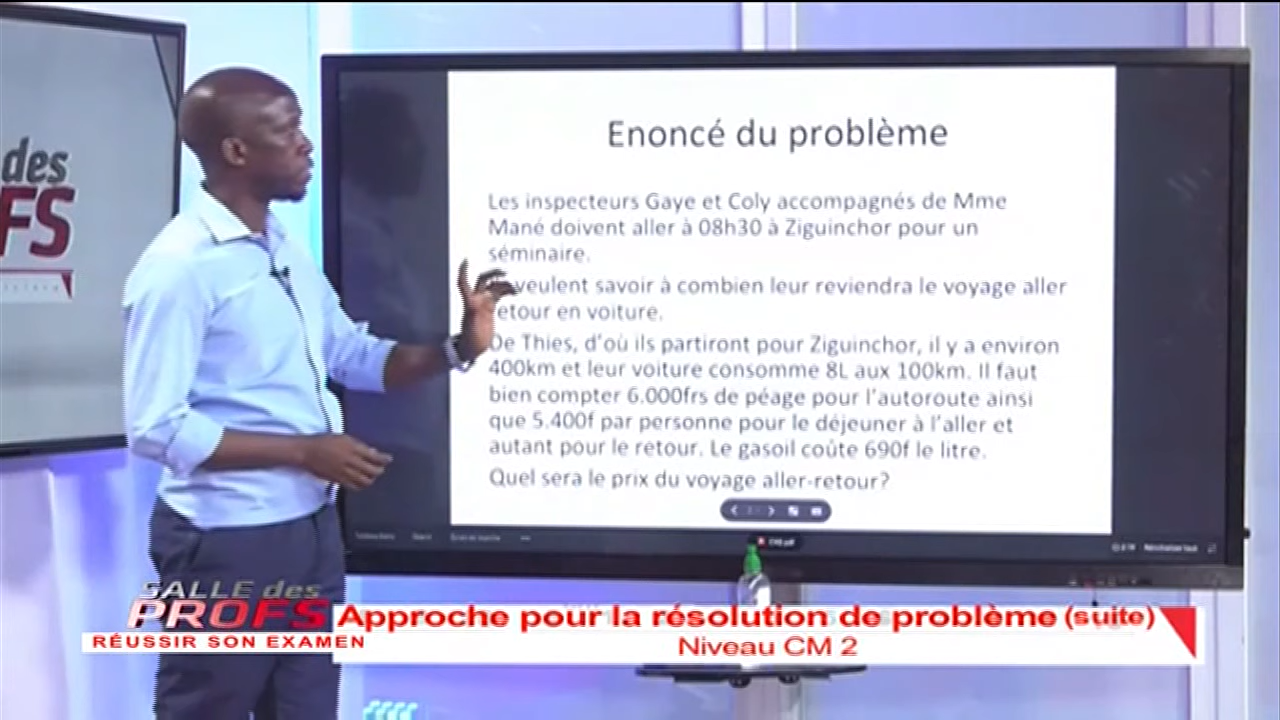 des
FS
Enoncé du problème
Les inspecteurs Gaye et Coly accompagnés de Mme
Mané doivent aller à 08h30 à Ziguinchor pour un
séminaire.
veulent savoir à combien leur reviendra le voyage aller
retour en voiture.
De Thies, d'où ils partiront pour Ziguinchor, il y a environ
400km et leur voiture consomme 8L aux 100km. Il faut
bien compter 6.000frs de péage pour l'autoroute ainsi
que 5.400f par personne pour le déjeuner à l'aller et
autant pour le retour. Le gasoil coûte 690f le litre.
Quel sera le prix du voyage aller-retour?
SALLE des
PROFS
RÉUSSIR SON EXAMEN
Approche pour la résolution de problème (suite)
Niveau CM 2